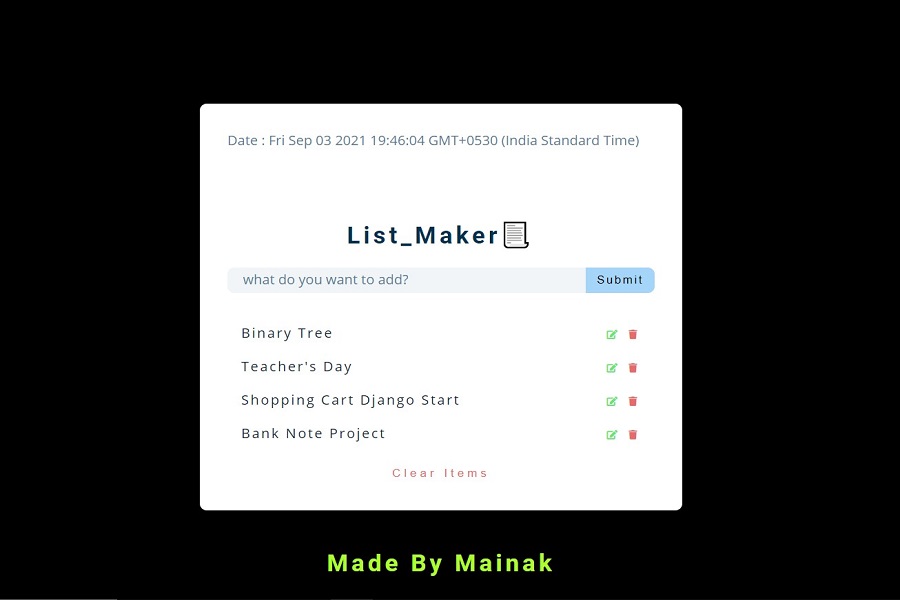 Date : Fri Sep 03 2021 19:46:04 GMT+0530 (India Standard Time)
List_Maker
what do you want to add?
Submit
Binary Tree
Teacher's Day
Shopping Cart Django Start
Bank Note Project
Clear Items
Made By Mainak